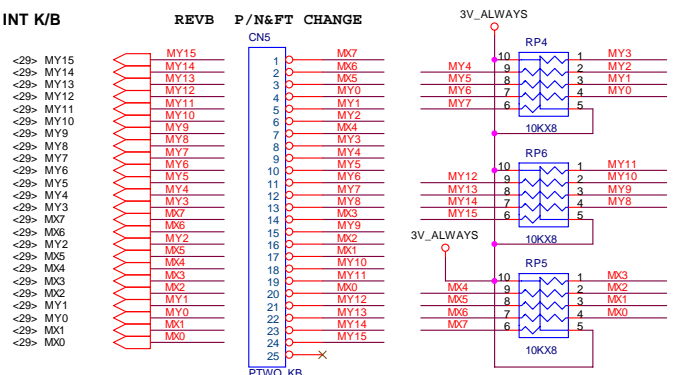 INT K/B
REVB P/N&FT CHANGE
CN5
<29> MY15 MY15
<29> MY14 MY14
<29> MY13 MY13
<29> MY12 MY12
<29> MY11 MY11
<29> MY10 MY10
<29> MY9 MY9
<29> MY8 MY8
<29> MY7 MY7
<29> MY6 MY6
<29> MY5 MY5
<29> MY4 MY4
<29> MY3 MY3
<29> MX7 MX7
<29> MX6 MX6
<29> MY2 MY2
<29> MX5 MX5
<29> MX4 MX4
<29> MX3 MX3
<29> MX2 MX2
<29> MY1 MY1
<29> MY0 MY0
<29> MX1 MX1
<29> MX0 MX0
1 MX7
2 MX6
3 MX5
4 MY0
5 MY1
6 MY2
7 MX4
8 MY3
9 MY4
10 MY5
11 MY6
12 MY7
13 MY8
14 MX3
15 MY9
16 MX2
17 MX1
18 MY10
19 MY11
20 MX0
21 MY12
22 MY13
23 MY14
24 MY15
25
PTWO_KB
3V_ALWAYS
RP4
10 1 MY3
MY4 9 2 MY2
MY5 8 3 MY1
MY6 7 4 MY0
MY7 6 5
10KX8
RP6
10 1 MY11
MY12 9 2 MY10
MY13 8 3 MY9
MY14 7 4 MY8
MY15 6 5
10KX8
3V_ALWAYS
RP5
10 1 MX3
MX4 9 2 MX2
MX5 8 3 MX1
MX6 7 4 MX0
MX7 6 5
10KX8